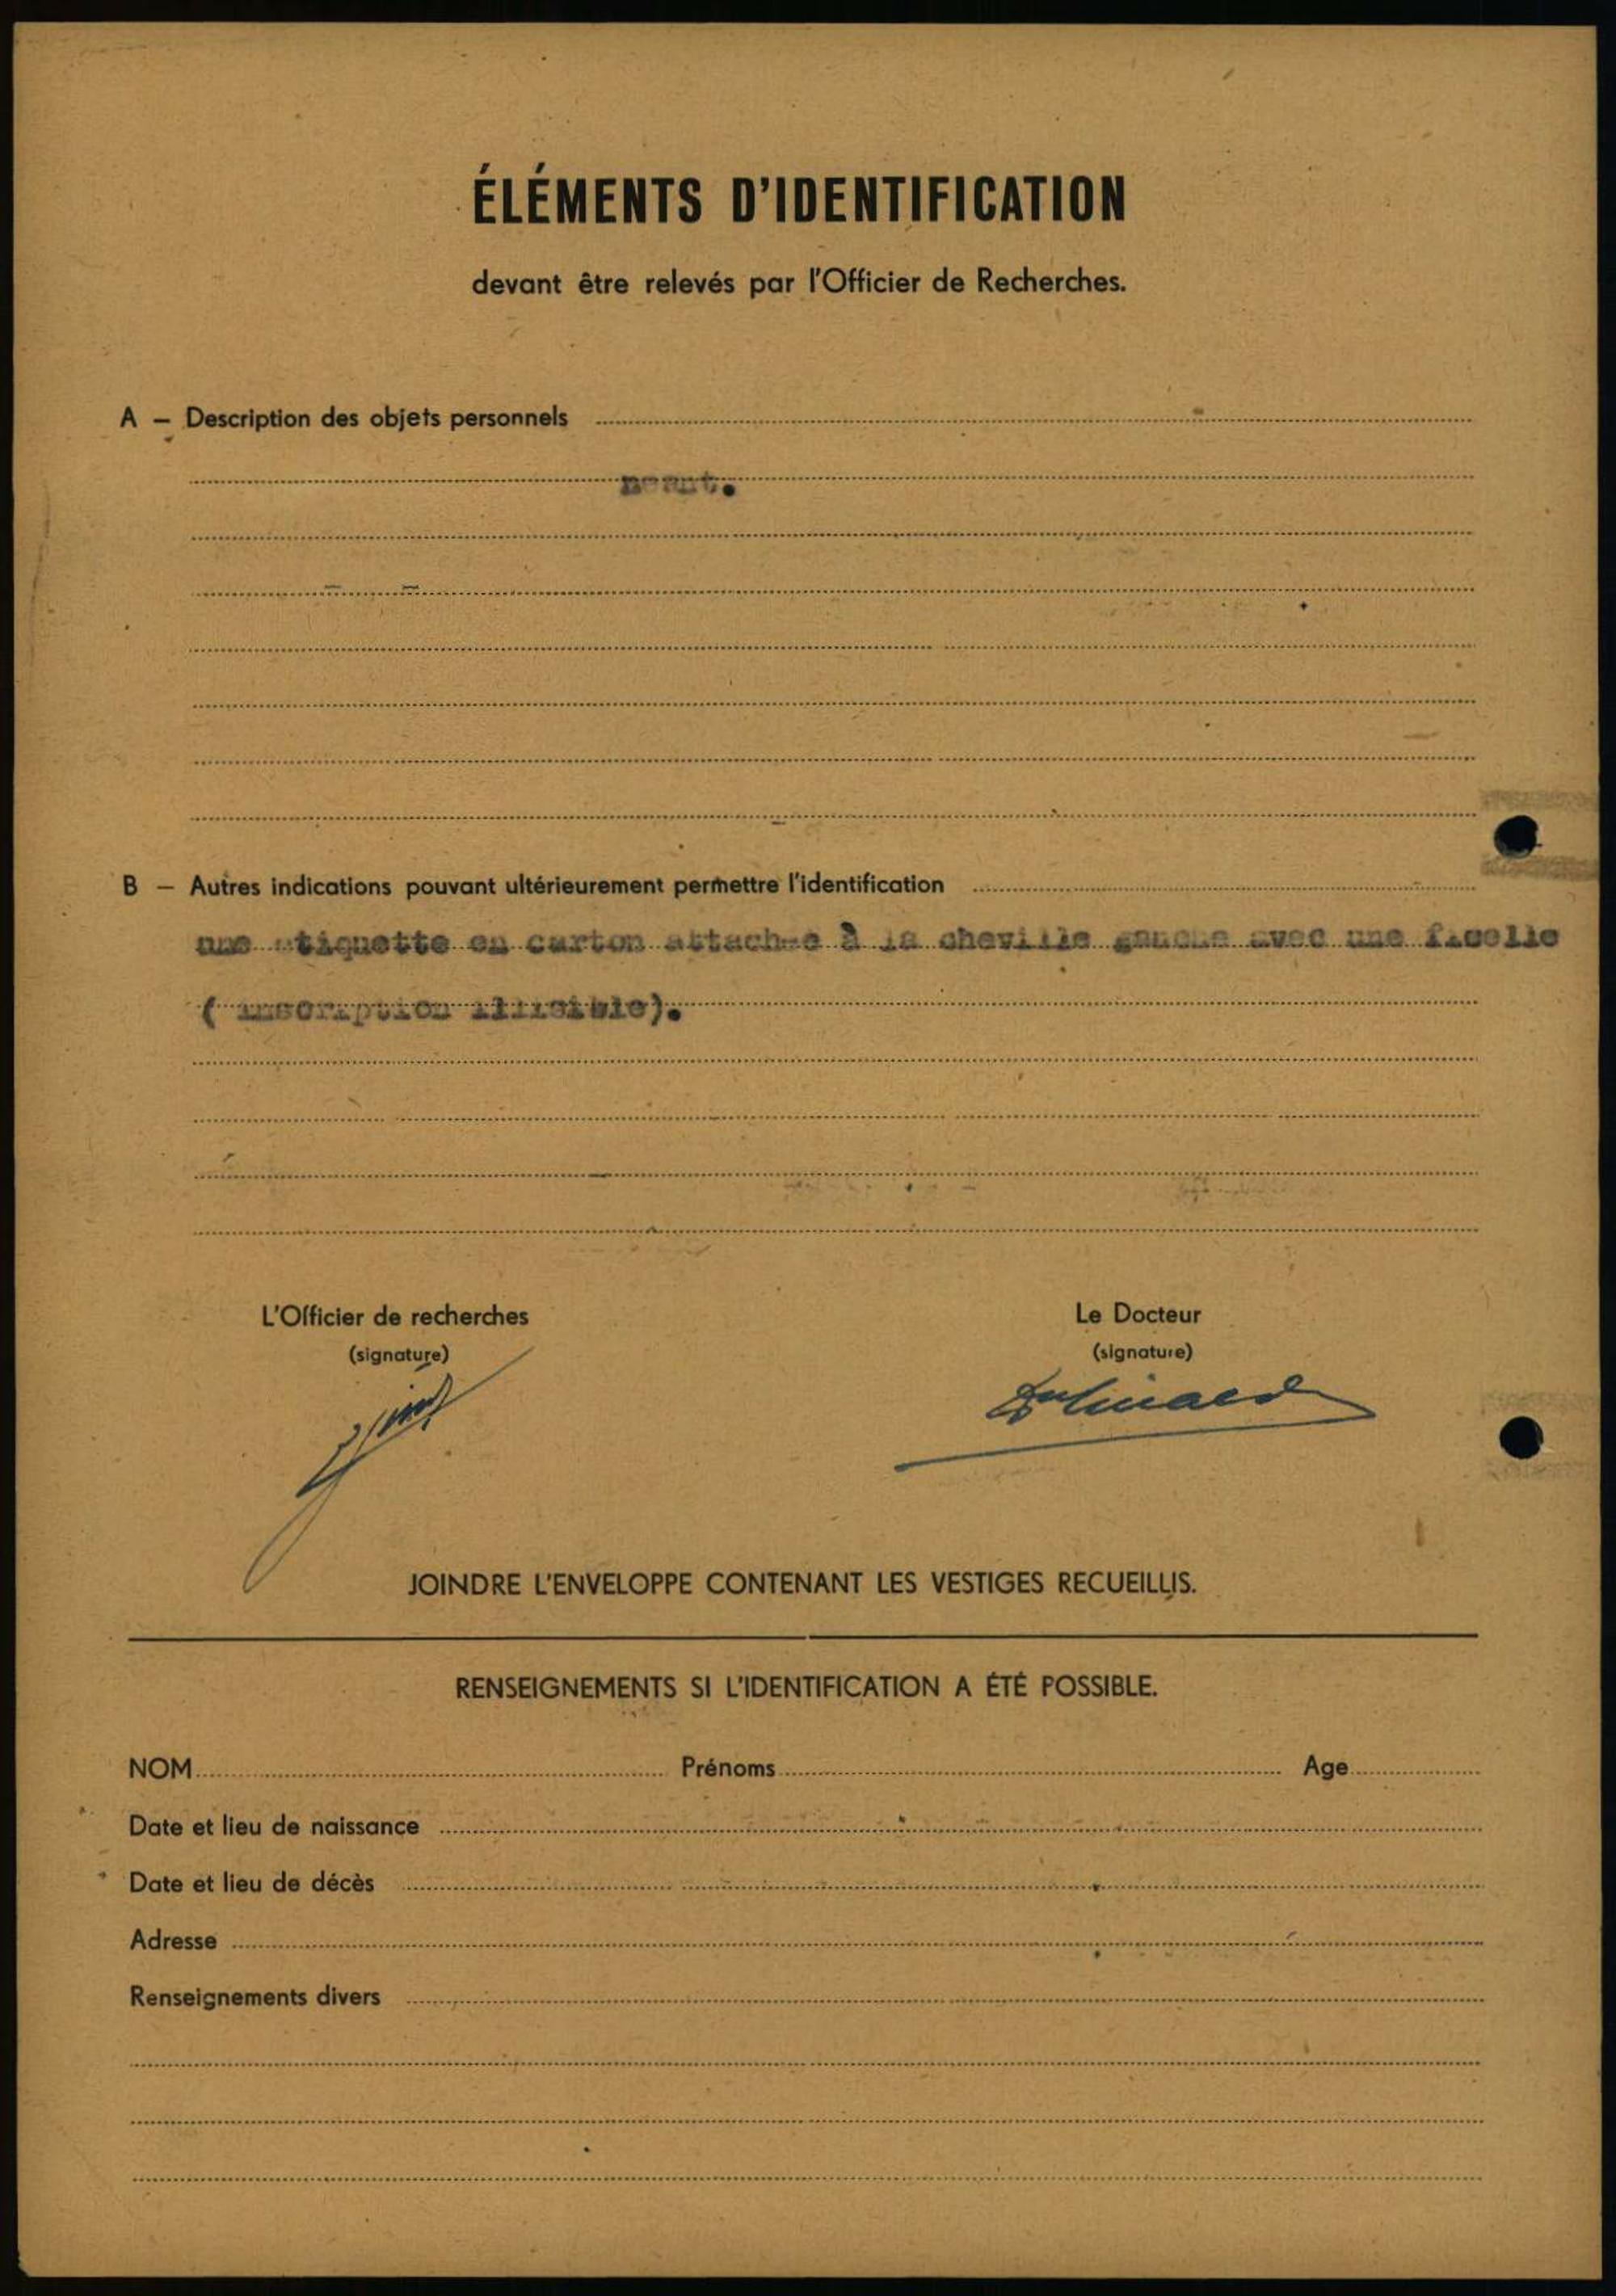 ÉLÉMENTS D'IDENTIFICATION
devant être relevés par l'Officier de Recherches.
A — Description des objets personnels
néant.
B — Autres indications pouvant ultérieurement permettre l'identification
une étiquette en carton attachée à la cheville gauche avec une ficelle
( inscription illisible).
L'Officier de recherches
(signature)
Le Docteur
(signature)
JOINDRE L'ENVELOPPE CONTENANT LES VESTIGES RECUEILLIS.
RENSEIGNEMENTS SI L'IDENTIFICATION A ÉTÉ POSSIBLE.
NOM Prénoms Age
Date et lieu de naissance
Date et lieu de décès
Adresse
Renseignements divers